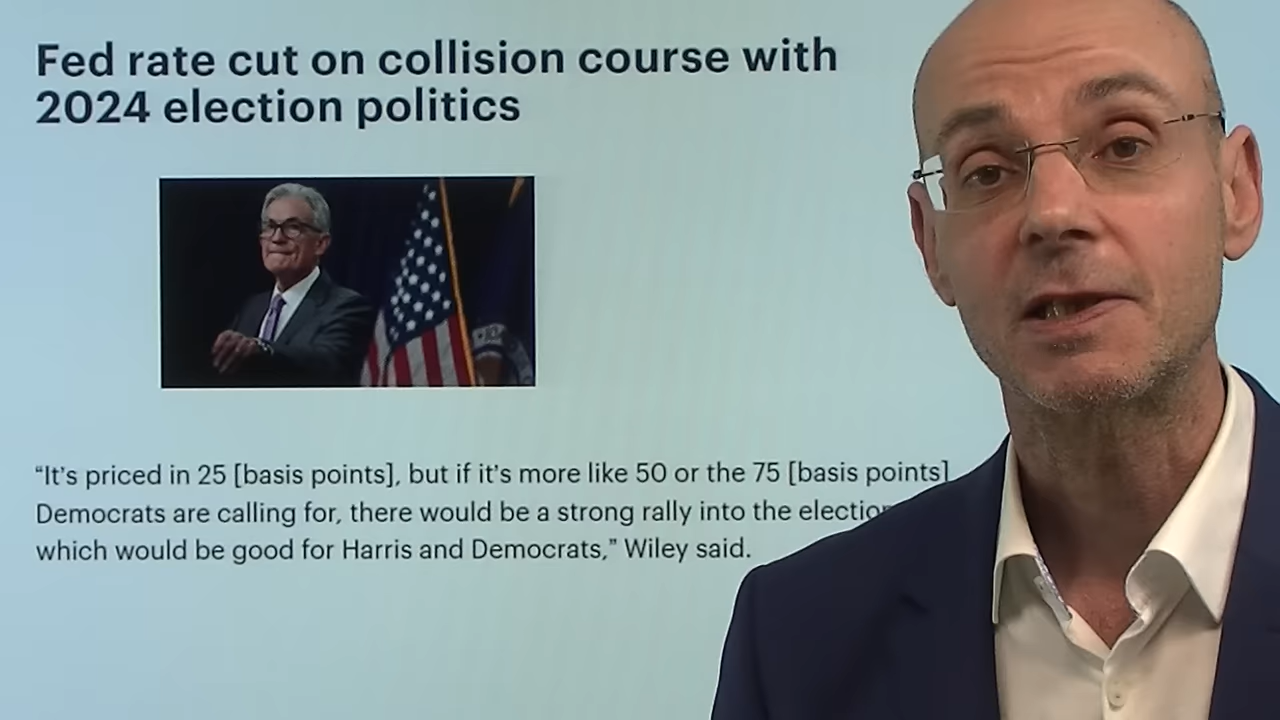 Fed rate cut on collision course with
2024 election politics
“It’s priced in 25 [basis points], but if it’s more like 50 or the 75 [basis points]
Democrats are calling for, there would be a strong rally into the election
which would be good for Harris and Democrats,” Wiley said.